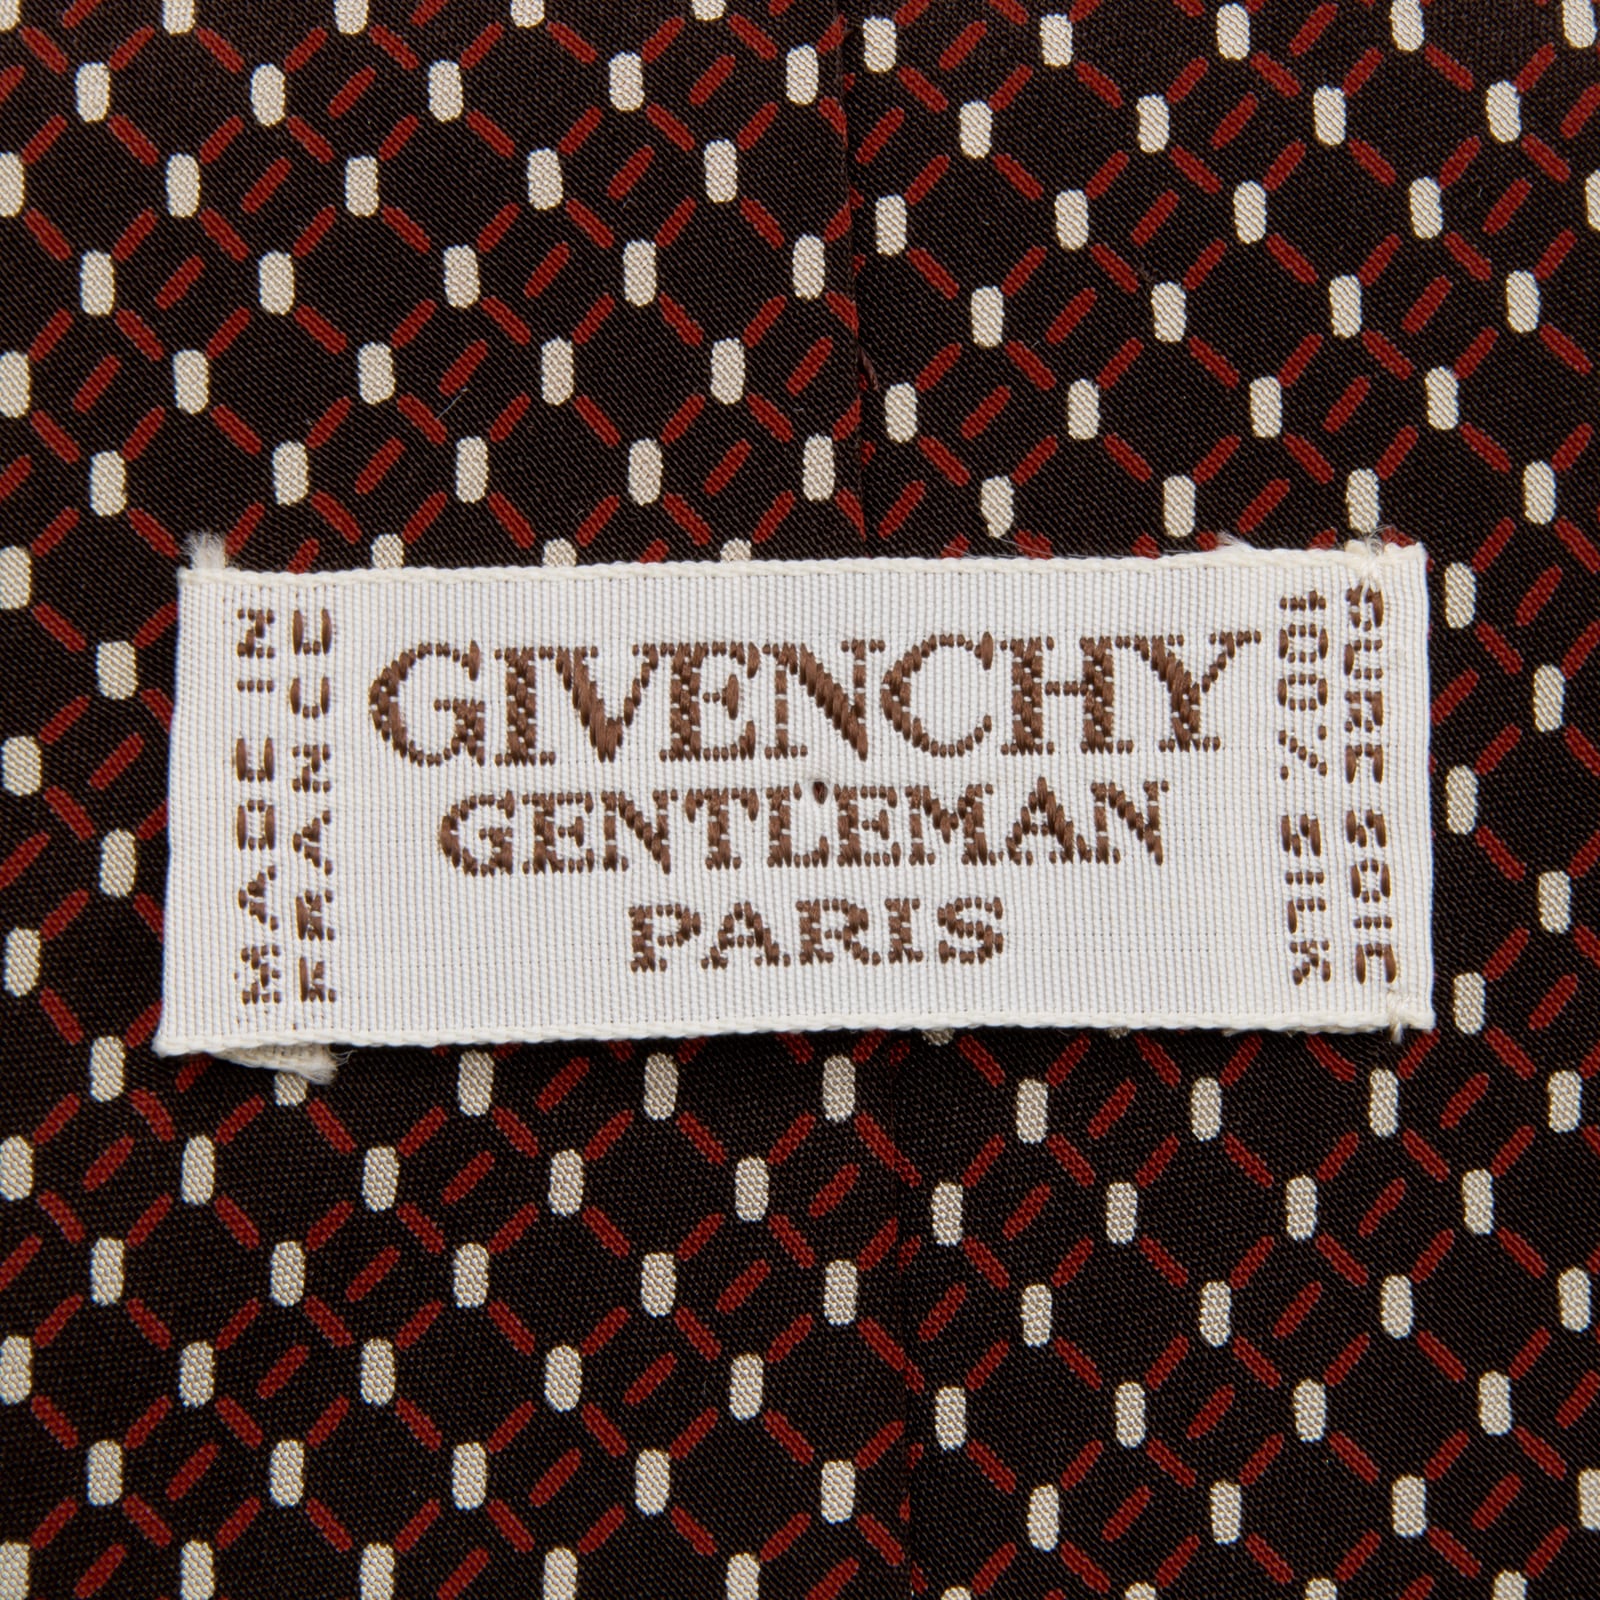 MADE IN
FRANCE
GIVENCHY
GENTLEMAN
PARIS
PURE SOIE
100% SILK